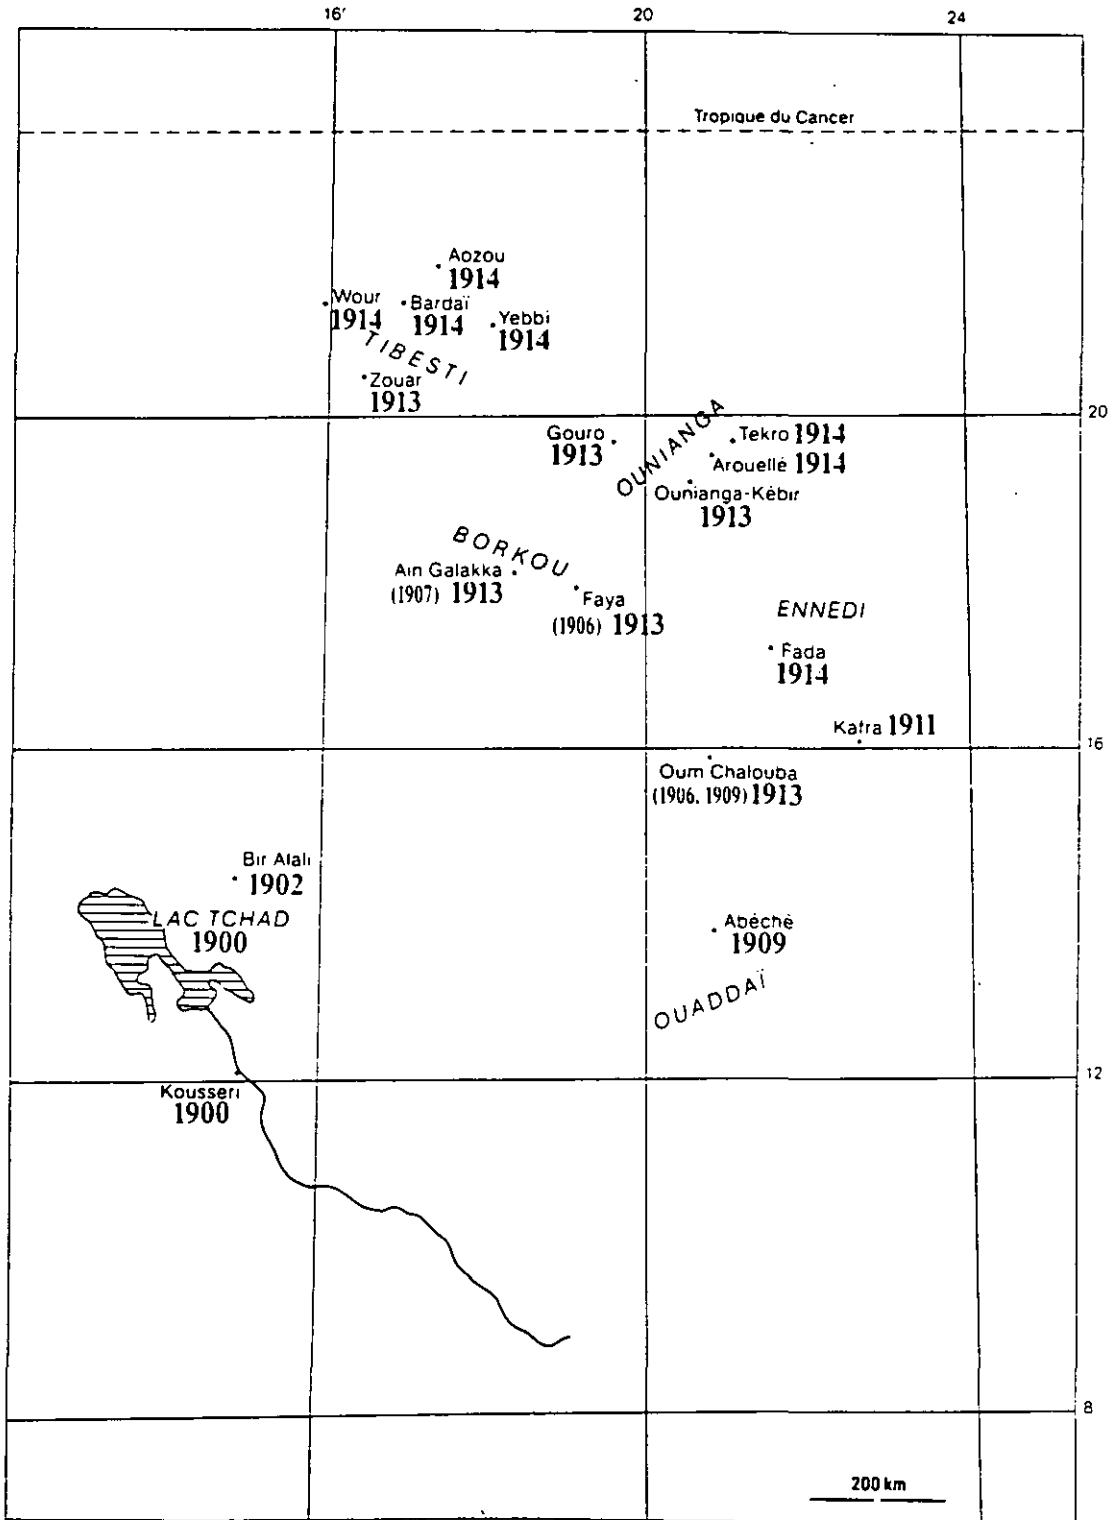 16'
20
24
Tropique du Cancer
Aozou
1914
Wour
1914
Bardaï
1914
Yebbi
1914
TIBESTI
Zouar
1913
20
Gouro
1913
OUNIANGA
Tekro 1914
Arouellé 1914
Ounianga-Kébir
1913
BORKOU
Ain Galakka
(1907) 1913
Faya
(1906) 1913
ENNEDI
Fada
1914
Kafra 1911
16
Oum Chalouba
(1906, 1909) 1913
Bir Alali
1902
LAC TCHAD
1900
Abéché
1909
OUADDAÏ
12
Kousseri
1900
8
200 km